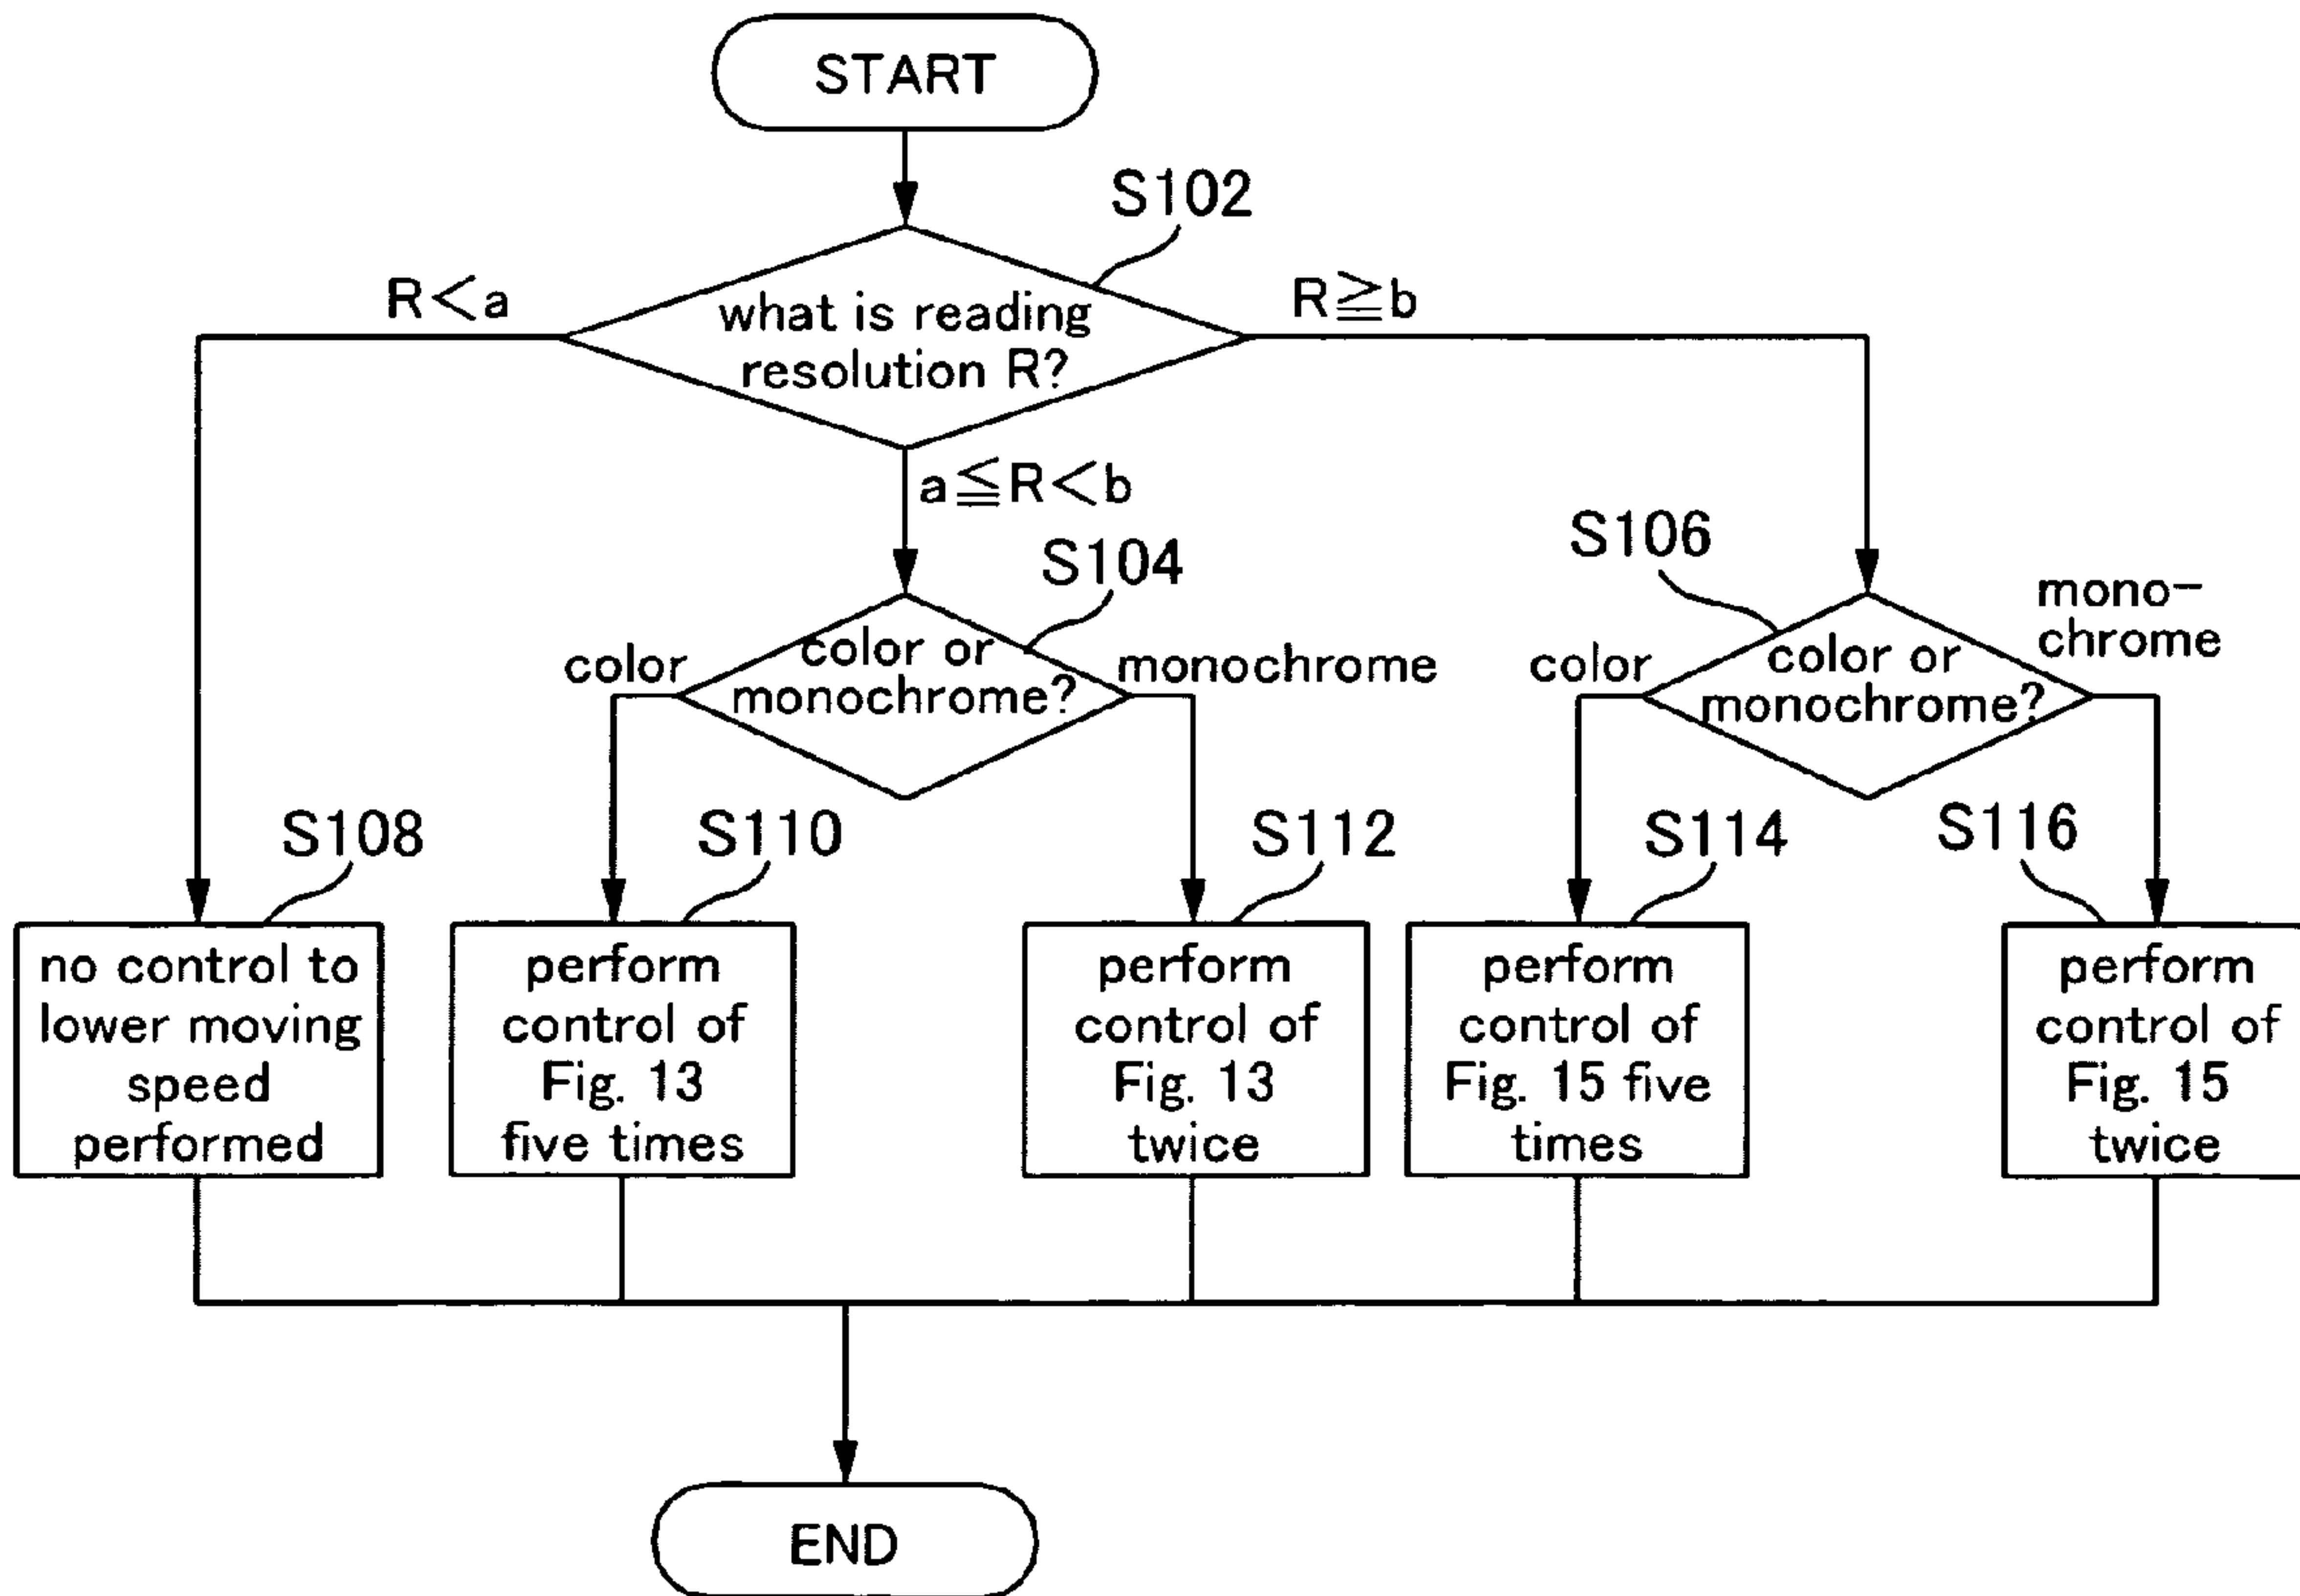 START
S102
R<a
what is reading
resolution R?
R≧b
a≦R<b
S104
color
color or
monochrome?
monochrome
S106
color
color or
monochrome?
mono-
chrome
S108
no control to
lower moving
speed
performed
S110
perform
control of
Fig. 13
five times
S112
perform
control of
Fig. 13
twice
S114
perform
control of
Fig. 15 five
times
S116
perform
control of
Fig. 15
twice
END